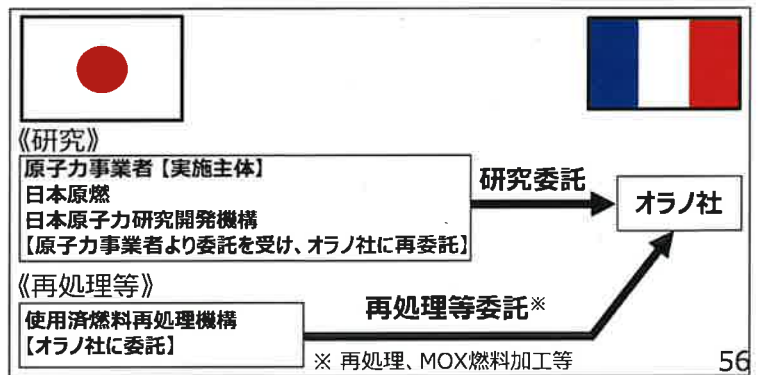 《研究》
原子力事業者【実施主体】
日本原燃
日本原子力研究開発機構
【原子力事業者より委託を受け、オラノ社に再委託】
研究委託
オラノ社
《再処理等》
使用済燃料再処理機構
【オラノ社に委託】
再処理等委託※
※ 再処理、MOX燃料加工等
56